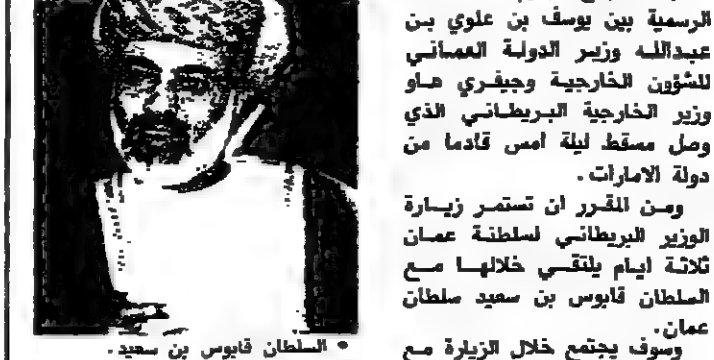 الرسمية بين يوسف بن علوي بن
عبدالله وزير الدولة العماني
للشؤون الخارجية وجيفري هاو
وزير الخارجية البريطاني الذي
وصل مسقط ليلة امس قادما من
دولة الامارات.
ومن المقرر ان تستمر زيارة
الوزير البريطاني لسلطنة عمان
ثلاثة ايام يلتقي خلالها مع
السلطان قابوس بن سعيد سلطان
عمان.
وسوف يجتمع خلال الزيارة مع
• السلطان قابوس بن سعيد.